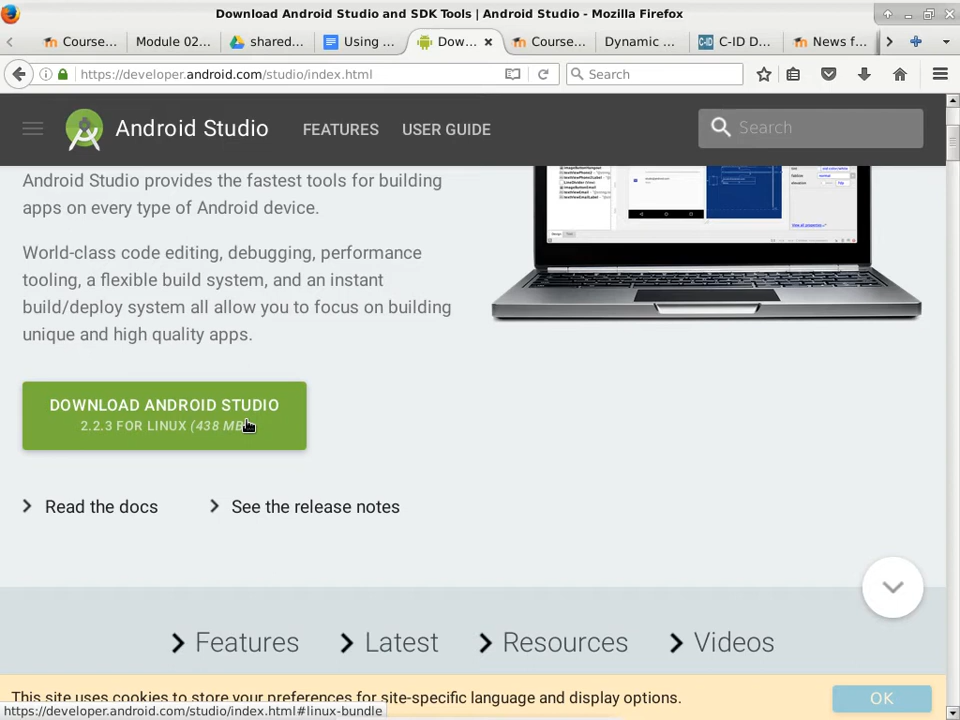 Download Android Studio and SDK Tools | Android Studio - Mozilla Firefox
Course... Module 02... shared... Using ... Dow... Course... Dynamic ... C-ID D... News f...
https://developer.android.com/studio/index.html Search
Android Studio FEATURES USER GUIDE Search
Android Studio provides the fastest tools for building
apps on every type of Android device.
World-class code editing, debugging, performance
tooling, a flexible build system, and an instant
build/deploy system all allow you to focus on building
unique and high quality apps.
DOWNLOAD ANDROID STUDIO
2.2.3 FOR LINUX (438 MB
Read the docs See the release notes
Features Latest Resources Videos
This site uses cookies to store your preferences for site-specific language and display options. OK
https://developer.android.com/studio/index.html#linux-bundle